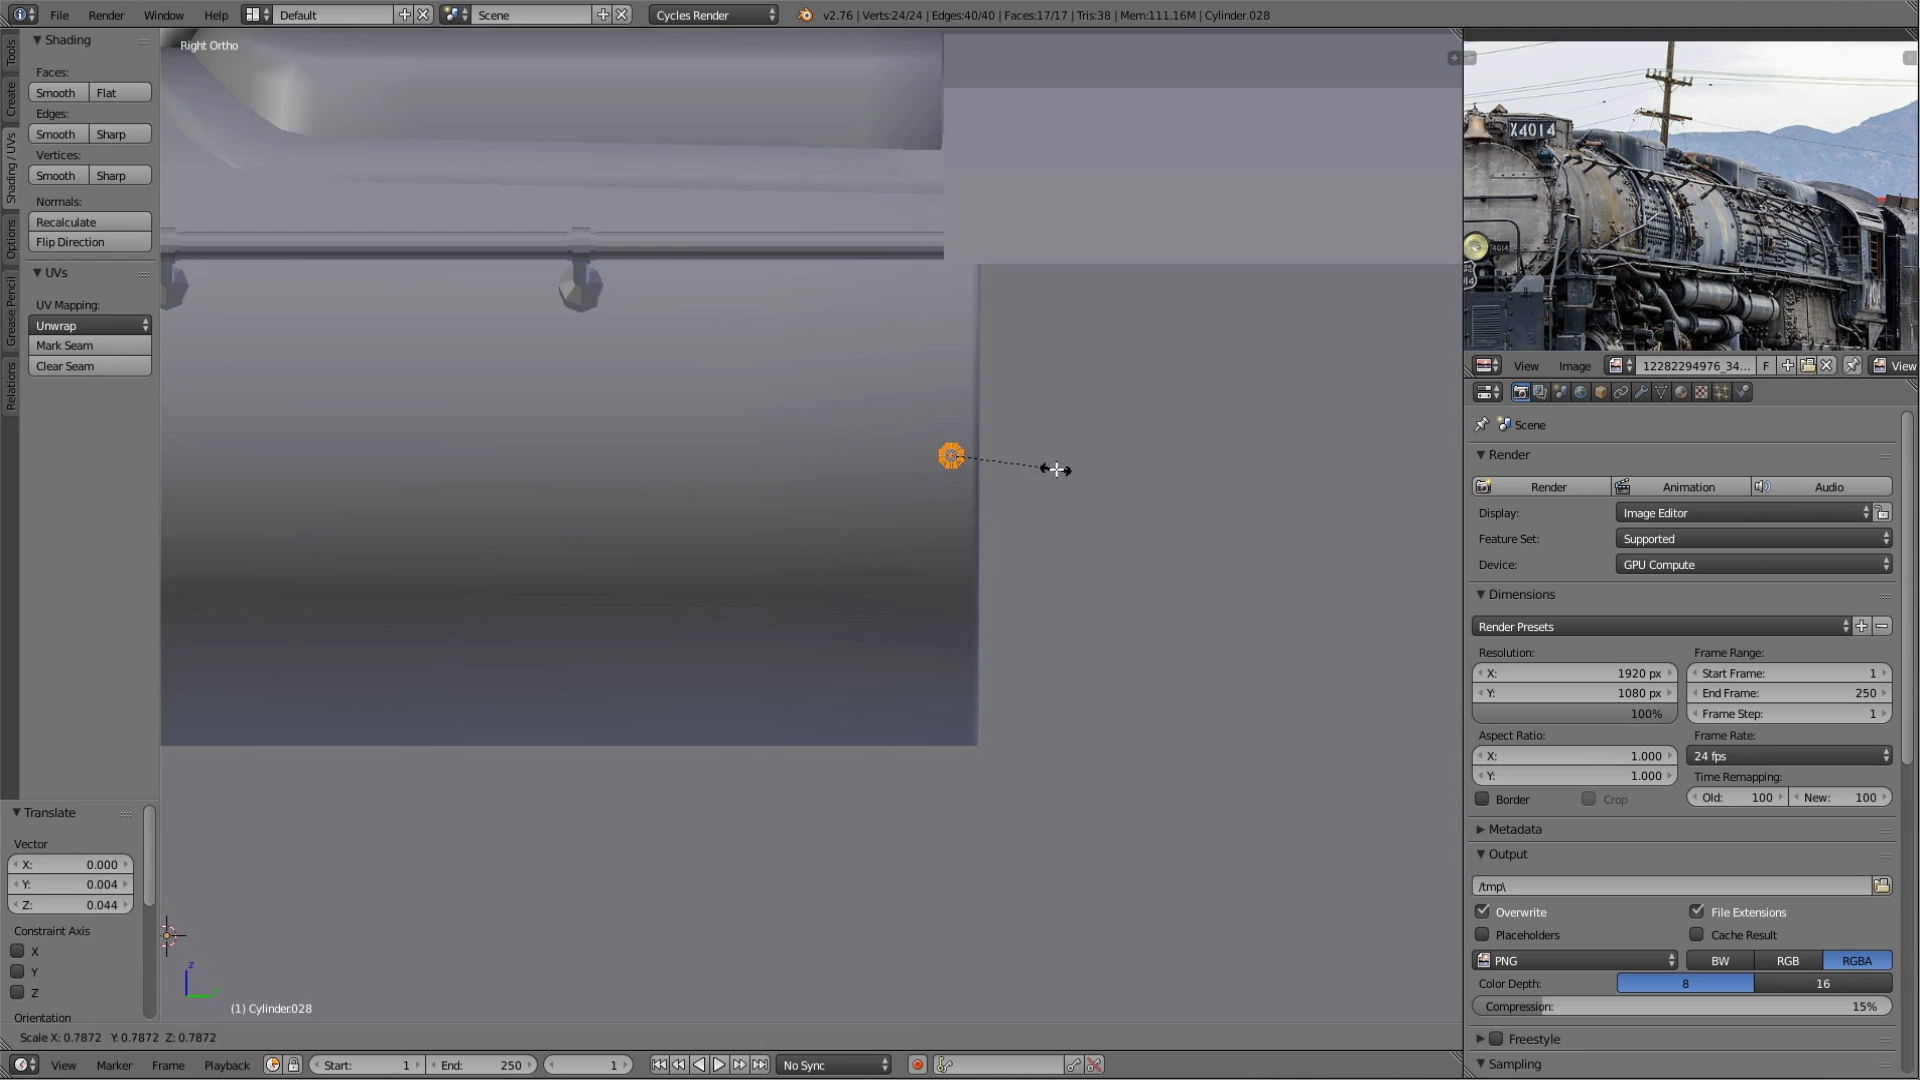 File Render Window Help Default Scene Cycles Render v2.76 | Verts:24/24 | Edges:40/40 | Faces:17/17 | Tris:38 | Mem:111.16M | Cylinder.028
Tools
Create
Shading / UVs
Options
Grease Pencil
Relations
Shading
Faces:
Smooth Flat
Edges:
Smooth Sharp
Vertices:
Smooth Sharp
Normals:
Recalculate
Flip Direction
UVs
UV Mapping:
Unwrap
Mark Seam
Clear Seam
Translate
Vector
X: 0.000
Y: 0.004
Z: 0.044
Constraint Axis
X
Y
Z
Orientation
Right Ortho
z
(1) Cylinder.028
Scale X: 0.7872 Y: 0.7872 Z: 0.7872
X4014
View Image 12282294976_34... F View
Scene
Render
Render Animation Audio
Display: Image Editor
Feature Set: Supported
Device: GPU Compute
Dimensions
Render Presets
Resolution: Frame Range:
X: 1920 px Start Frame: 1
Y: 1080 px End Frame: 250
100% Frame Step: 1
Aspect Ratio: Frame Rate:
X: 1.000 24 fps
Y: 1.000 Time Remapping:
Border Crop Old: 100 New: 100
Metadata
Output
/tmp\
Overwrite File Extensions
Placeholders Cache Result
PNG BW RGB RGBA
Color Depth: 8 16
Compression: 15%
Freestyle
Sampling
View Marker Frame Playback Start: 1 End: 250 1 No Sync